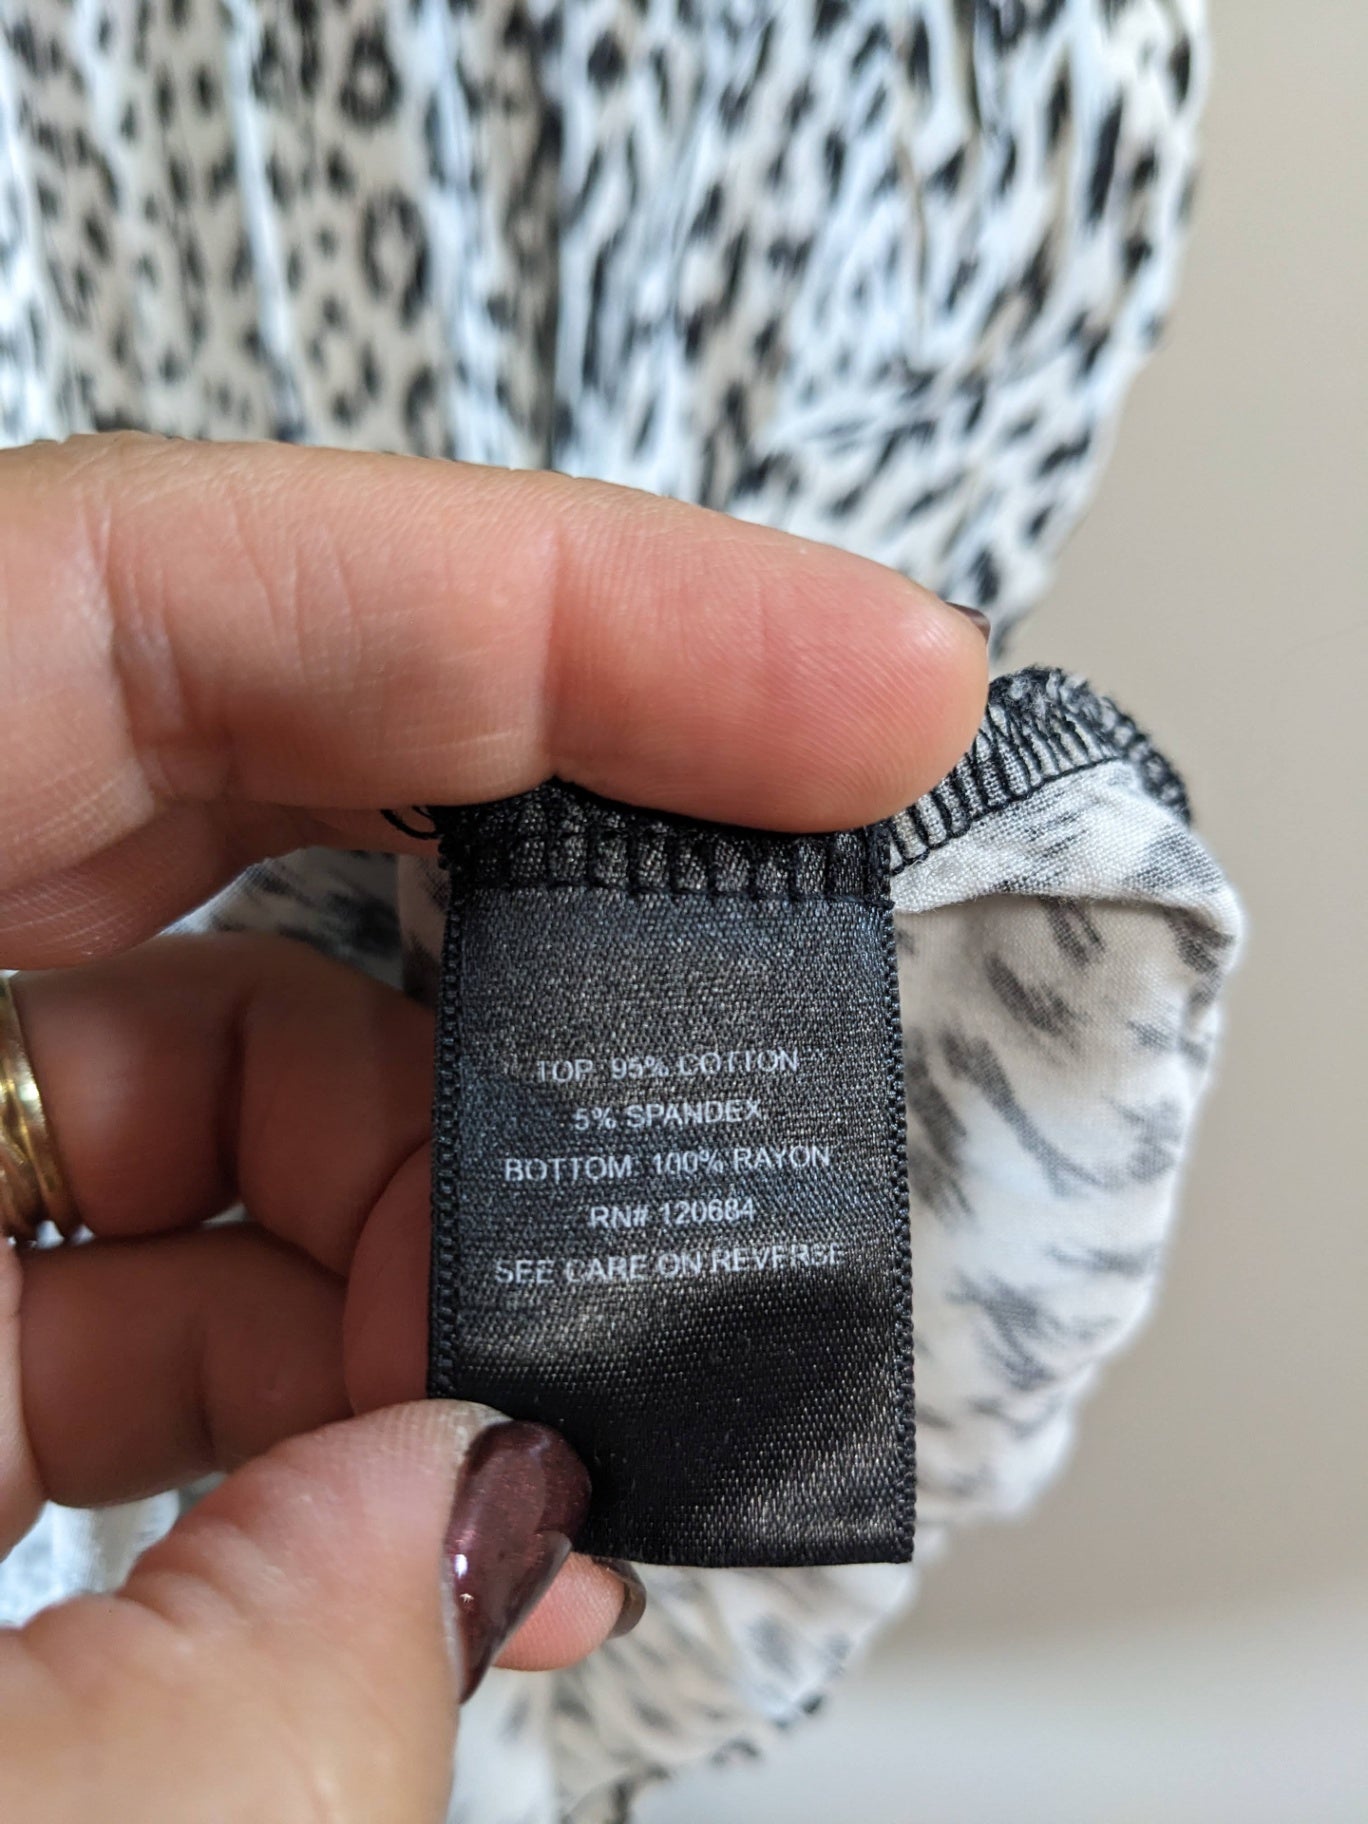 TOP: 95% COTTON
5% SPANDEX
BOTTOM: 100% RAYON
RN# 120684
SEE CARE ON REVERSE